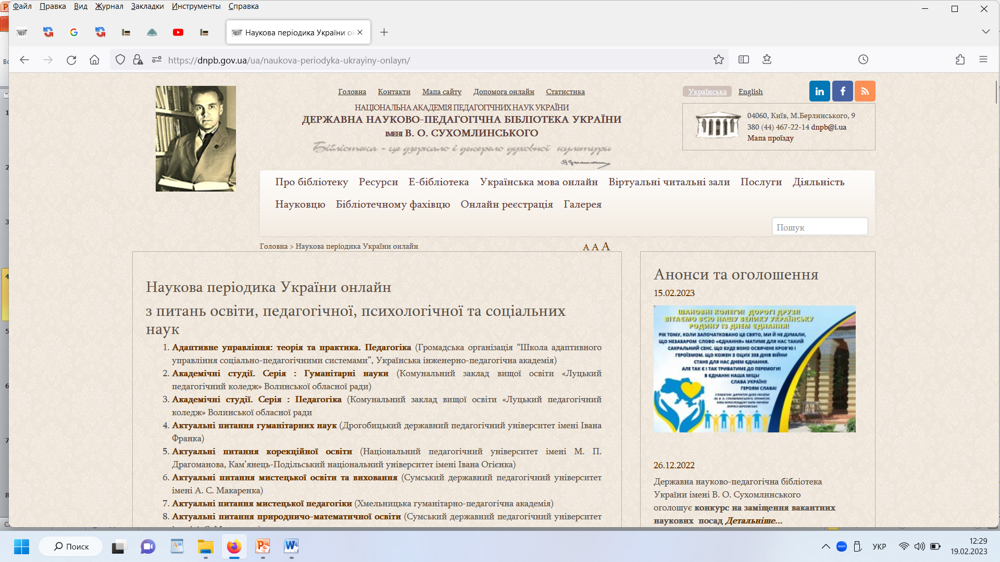 Файл Правка Вид Журнал Закладки Инструменты Справка
Наукова періодика України он
https://dnpb.gov.ua/ua/naukova-periodyka-ukrayiny-onlayn/
Головна Контакти Мапа сайту Допомога онлайн Статистика
Українська English
НАЦІОНАЛЬНА АКАДЕМІЯ ПЕДАГОГІЧНИХ НАУК УКРАЇНИ
ДЕРЖАВНА НАУКОВО-ПЕДАГОГІЧНА БІБЛІОТЕКА УКРАЇНИ
ІМЕНІ В. О. СУХОМЛИНСЬКОГО
Бібліотека - це дзеркало і джерело духовної культури
04060, Київ, М.Берлинського, 9
380 (44) 467-22-14 dnpb@i.ua
Мапа проїзду
Про бібліотеку Ресурси Е-бібліотека Українська мова онлайн Віртуальні читальні зали Послуги Діяльність
Науковцю Бібліотечному фахівцю Онлайн реєстрація Галерея
Пошук
Головна > Наукова періодика України онлайн
A A A
Наукова періодика України онлайн
з питань освіти, педагогічної, психологічної та соціальних
наук
1. Адаптивне управління: теорія та практика. Педагогіка (Громадська організація “Школа адаптивного
управління соціально-педагогічними системами”, Українська інженерно-педагогічна академія)
2. Академічні студії. Серія : Гуманітарні науки (Комунальний заклад вищої освіти «Луцький
педагогічний коледж» Волинської обласної ради)
3. Академічні студії. Серія : Педагогіка (Комунальний заклад вищої освіти «Луцький педагогічний
коледж» Волинської обласної ради
4. Актуальні питання гуманітарних наук (Дрогобицький державний педагогічний університет імені Івана
Франка)
5. Актуальні питання корекційної освіти (Національний педагогічний університет імені М. П.
Драгоманова, Кам’янець-Подільський національний університет імені Івана Огієнка)
6. Актуальні питання мистецької освіти та виховання (Сумський державний педагогічний університет
імені А. С. Макаренка)
7. Актуальні питання мистецької педагогіки (Хмельницька гуманітарно-педагогічна академія)
8. Актуальні питання природничо-математичної освіти (Сумський державний педагогічний університет
Анонси та оголошення
15.02.2023
ШАНОВНІ КОЛЕГИ! ДОРОГІ ДРУЗІ!
ВІТАЄМО ВСЮ НАШУ ВЕЛИКУ УКРАЇНСЬКУ
РОДИНУ ІЗ ДНЕМ ЄДНАННЯ!
РІК ТОМУ, КОЛИ ЗАПОЧАТКОВАНО ЦЕ СВЯТО, МИ Й НЕ ДУМАЛИ,
ЩО НЕЗАБАРОМ СЛОВО «ЄДНАННЯ» МАТИМЕ ДЛЯ НАС ТАКИЙ
САКРАЛЬНИЙ СЕНС. ЩО БУДЕ ВОНО ОСВЯЧЕНЕ КРОВ'Ю І
ГЕРОЇЗМОМ. ЩО КОЖЕН З ОЦИХ 358 ДНІВ ВІЙНИ
СТАНЕ ДЛЯ НАС ДНЕМ ЄДНАННЯ.
АЛЕ ТАК Є І ТАК ТРИВАТИМЕ ДО ПЕРЕМОГИ!
В ЄДНАННІ НАША МІЦЬ!
СЛАВА УКРАЇНІ!
ГЕРОЯМ СЛАВА!
26.12.2022
Державна науково-педагогічна бібліотека
України імені В. О. Сухомлинського
оголошує конкурс на заміщення вакантних
наукових посад Детальніше...
Поиск
zoom
УКР
12:29
19.02.2023
1
2
3
4
5
6
7
8